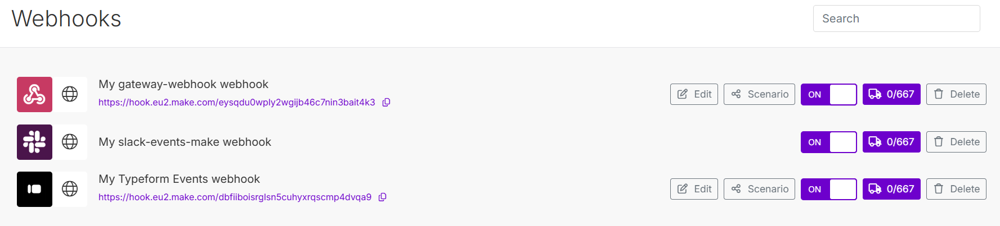 Webhooks
Search
My gateway-webhook webhook
https://hook.eu2.make.com/eysqdu0wply2wgijb46c7nin3bait4k3
Edit
Scenario
ON
0/667
Delete
My slack-events-make webhook
ON
0/667
Delete
My Typeform Events webhook
https://hook.eu2.make.com/dbfiiboisrglsn5cuhyxrqscmp4dvqa9
Edit
Scenario
ON
0/667
Delete